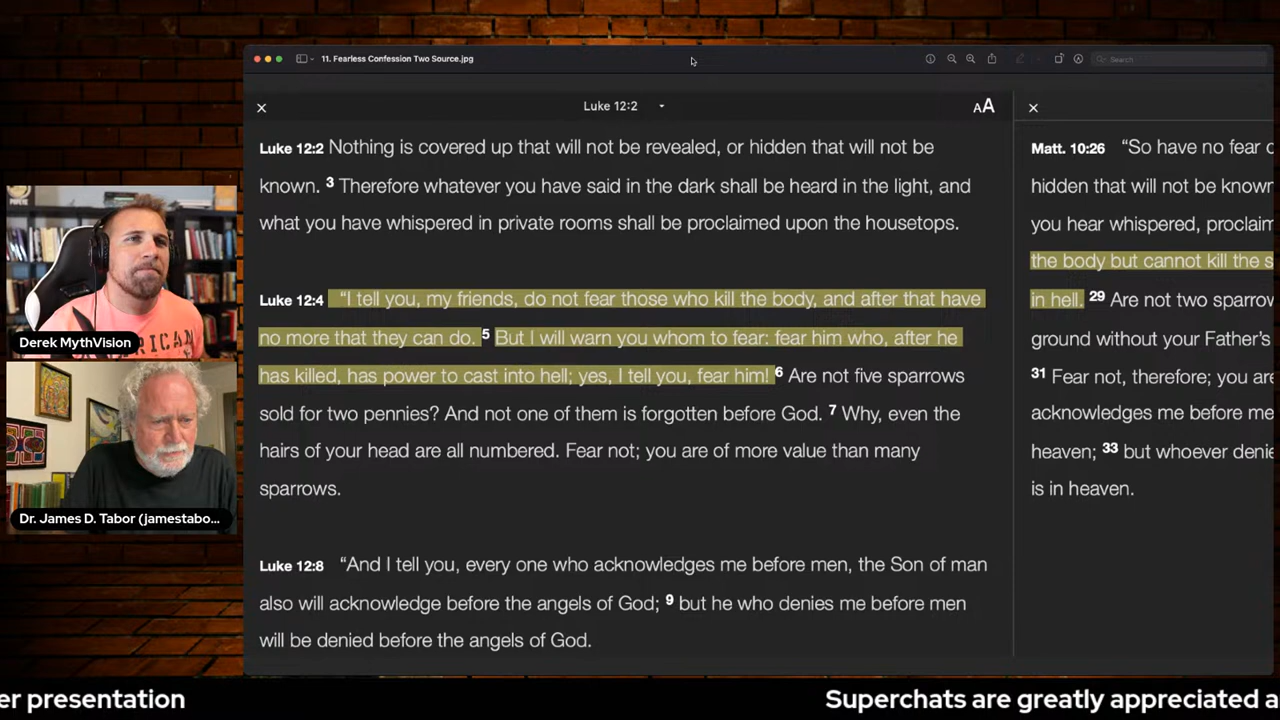 11. Fearless Confession Two Source.jpg
Search
Luke 12:2
AA
Luke 12:2 Nothing is covered up that will not be revealed, or hidden that will not be
known. 3 Therefore whatever you have said in the dark shall be heard in the light, and
what you have whispered in private rooms shall be proclaimed upon the housetops.
Luke 12:4 “I tell you, my friends, do not fear those who kill the body, and after that have
no more that they can do. 5 But I will warn you whom to fear: fear him who, after he
has killed, has power to cast into hell; yes, I tell you, fear him! 6 Are not five sparrows
sold for two pennies? And not one of them is forgotten before God. 7 Why, even the
hairs of your head are all numbered. Fear not; you are of more value than many
sparrows.
Luke 12:8 “And I tell you, every one who acknowledges me before men, the Son of man
also will acknowledge before the angels of God; 9 but he who denies me before men
will be denied before the angels of God.
Matt. 10:26 “So have no fear o
hidden that will not be known
you hear whispered, proclaim
the body but cannot kill the s
in hell. 29 Are not two sparrow
ground without your Father’s
31 Fear not, therefore; you are
acknowledges me before me
heaven; 33 but whoever denie
is in heaven.
Derek MythVision
Dr. James D. Tabor (jamestabo...
er presentation
Superchats are greatly appreciated a